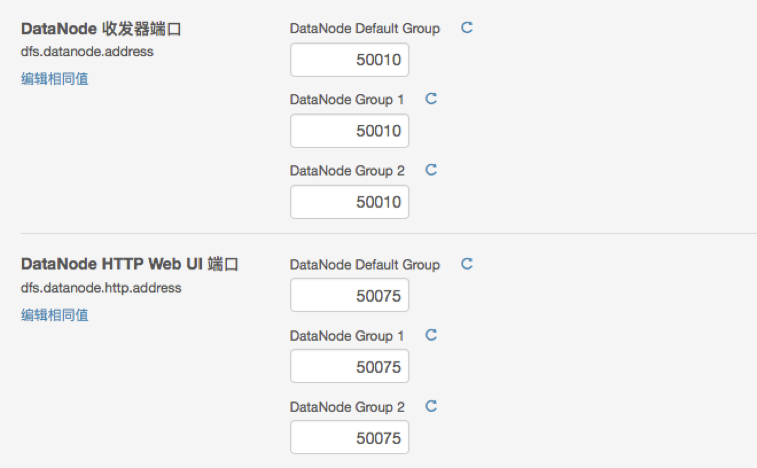 DataNode 收发器端口
dfs.datanode.address
编辑相同值
DataNode Default Group
50010
DataNode Group 1
50010
DataNode Group 2
50010
DataNode HTTP Web UI 端口
dfs.datanode.http.address
编辑相同值
DataNode Default Group
50075
DataNode Group 1
50075
DataNode Group 2
50075